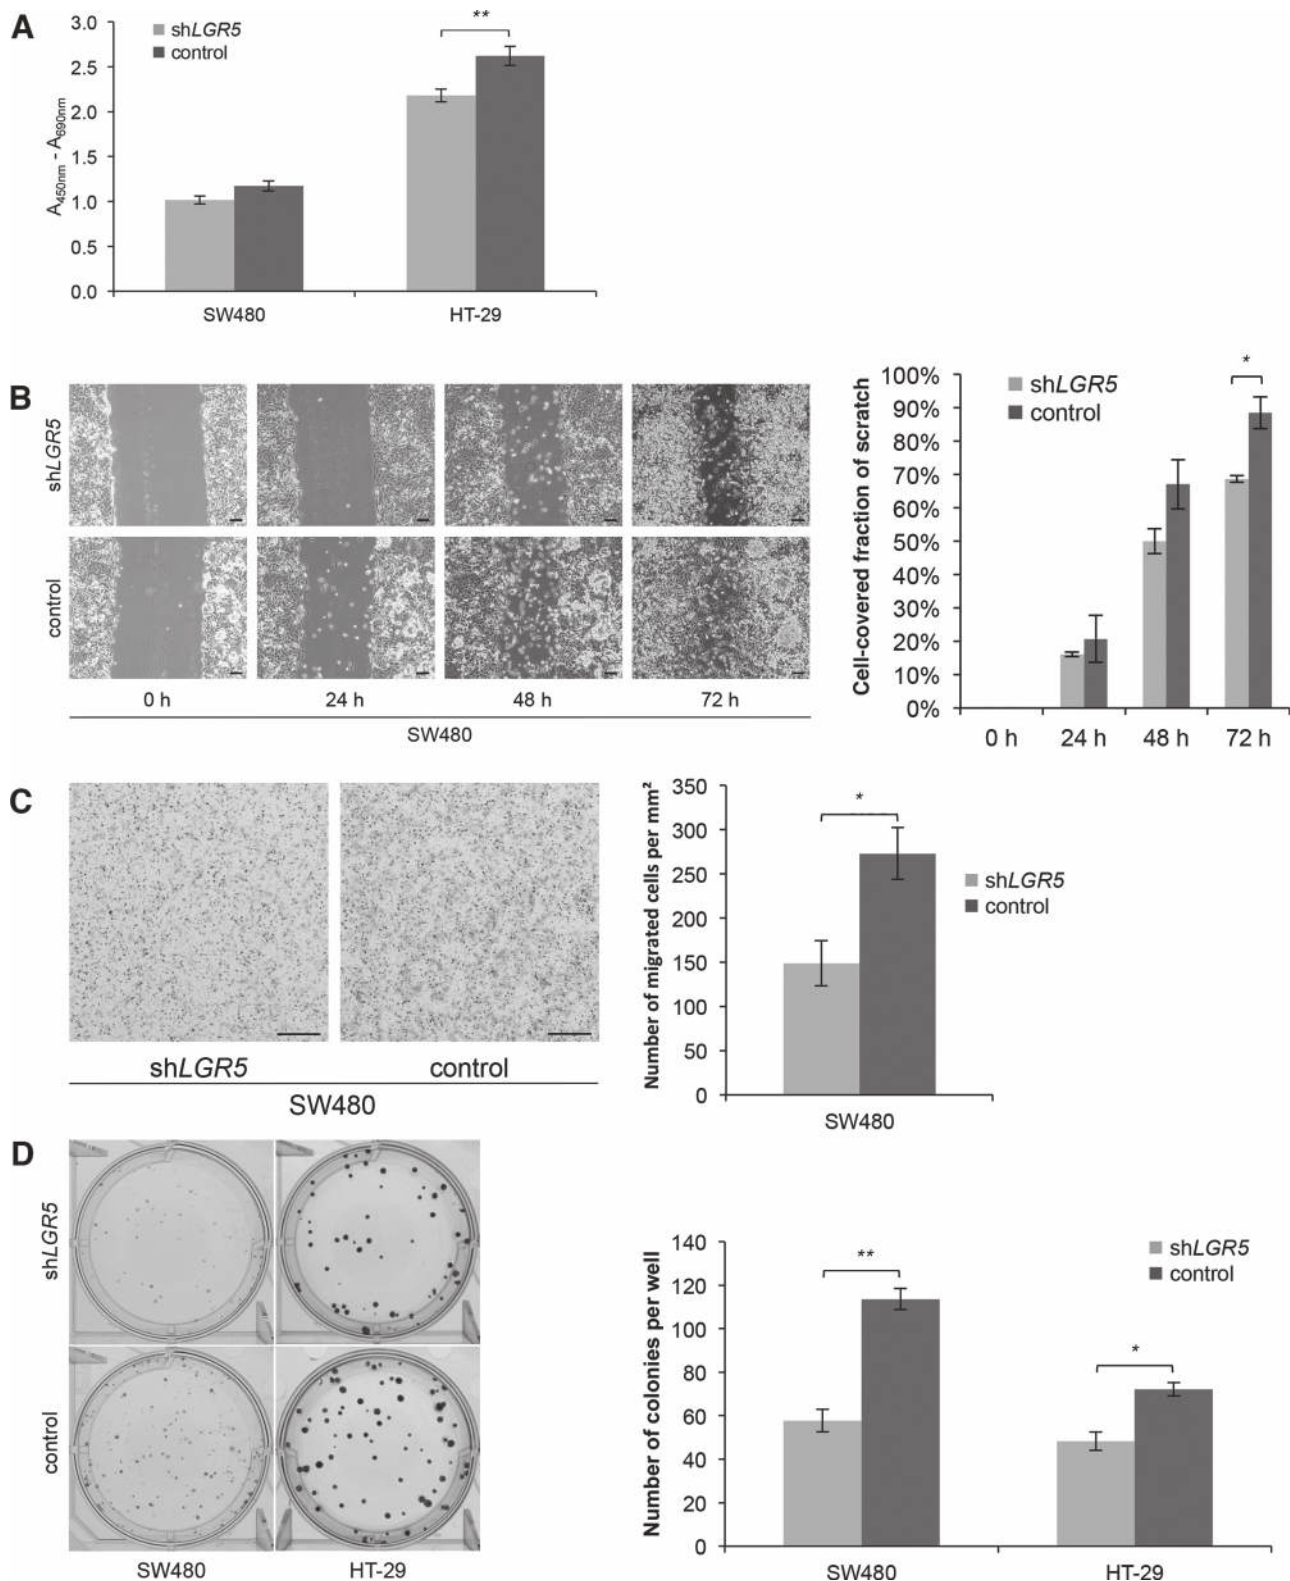 A
3.0
2.5
2.0
1.5
1.0
0.5
0.0
A450nm - A690nm
shLGR5
control
**
SW480
HT-29
B
shLGR5
control
0 h
24 h
48 h
72 h
SW480
Cell-covered fraction of scratch
100%
90%
80%
70%
60%
50%
40%
30%
20%
10%
0%
shLGR5
control
*
0 h
24 h
48 h
72 h
C
shLGR5
control
SW480
Number of migrated cells per mm²
350
300
250
200
150
100
50
0
*
shLGR5
control
SW480
D
shLGR5
control
SW480
HT-29
Number of colonies per well
140
120
100
80
60
40
20
0
**
*
shLGR5
control
SW480
HT-29